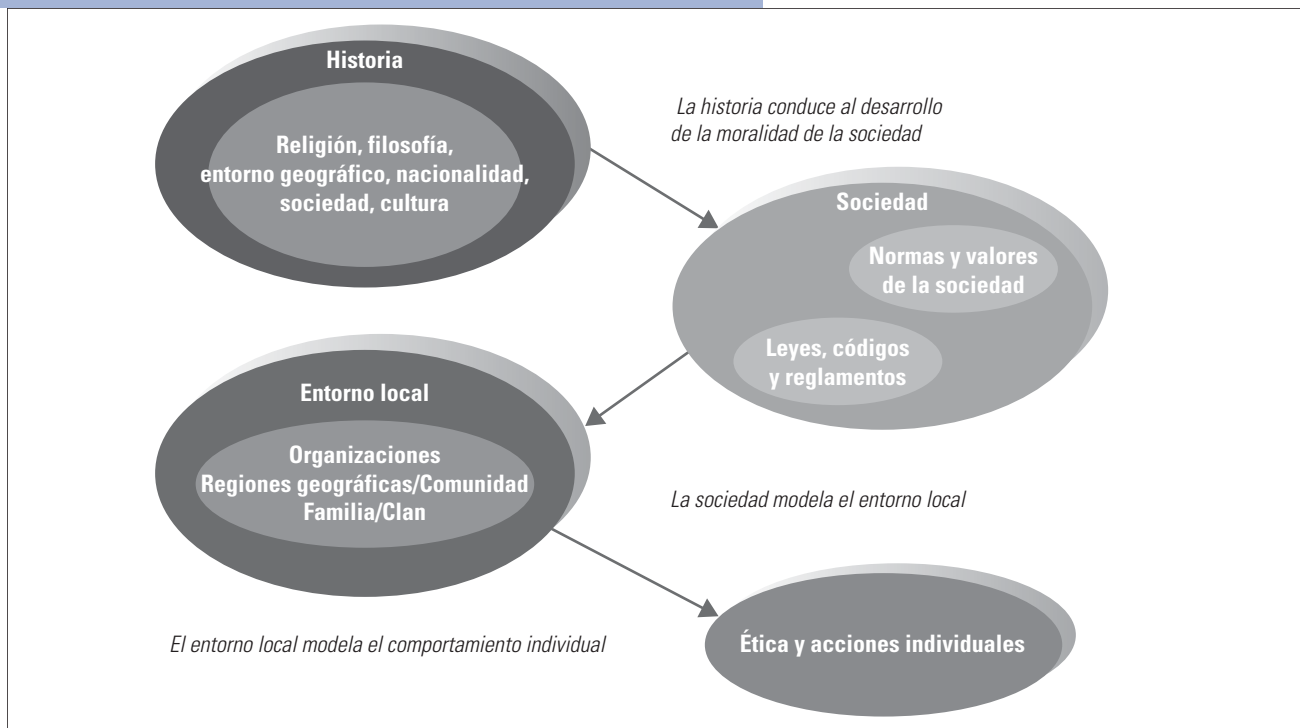 Historia
Religión, filosofía,
entorno geográfico, nacionalidad,
sociedad, cultura
La historia conduce al desarrollo
de la moralidad de la sociedad
Sociedad
Normas y valores
de la sociedad
Leyes, códigos
y reglamentos
Entorno local
Organizaciones
Regiones geográficas/Comunidad
Familia/Clan
La sociedad modela el entorno local
El entorno local modela el comportamiento individual
Ética y acciones individuales